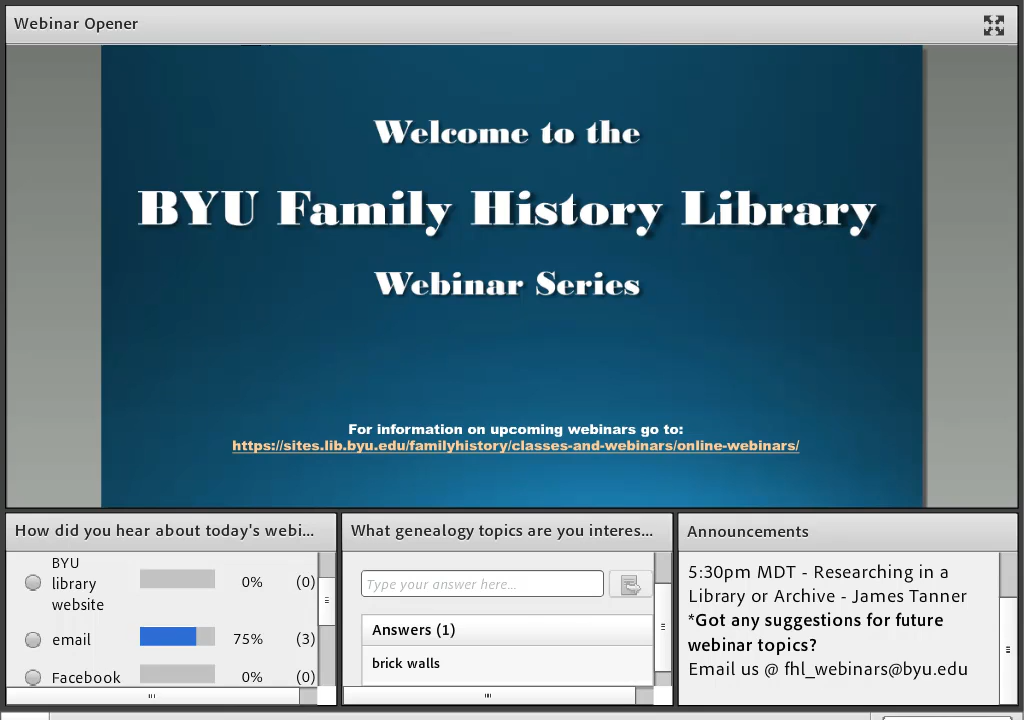 Webinar Opener
Welcome to the
BYU Family History Library
Webinar Series
For information on upcoming webinars go to:
https://sites.lib.byu.edu/familyhistory/classes-and-webinars/online-webinars/
How did you hear about today's webi...
BYU
library
website
0%
(0)
email
75%
(3)
Facebook
0%
(0)
What genealogy topics are you interes...
Type your answer here...
Answers (1)
brick walls
Announcements
5:30pm MDT - Researching in a
Library or Archive - James Tanner
*Got any suggestions for future
webinar topics?
Email us @ fhl_webinars@byu.edu